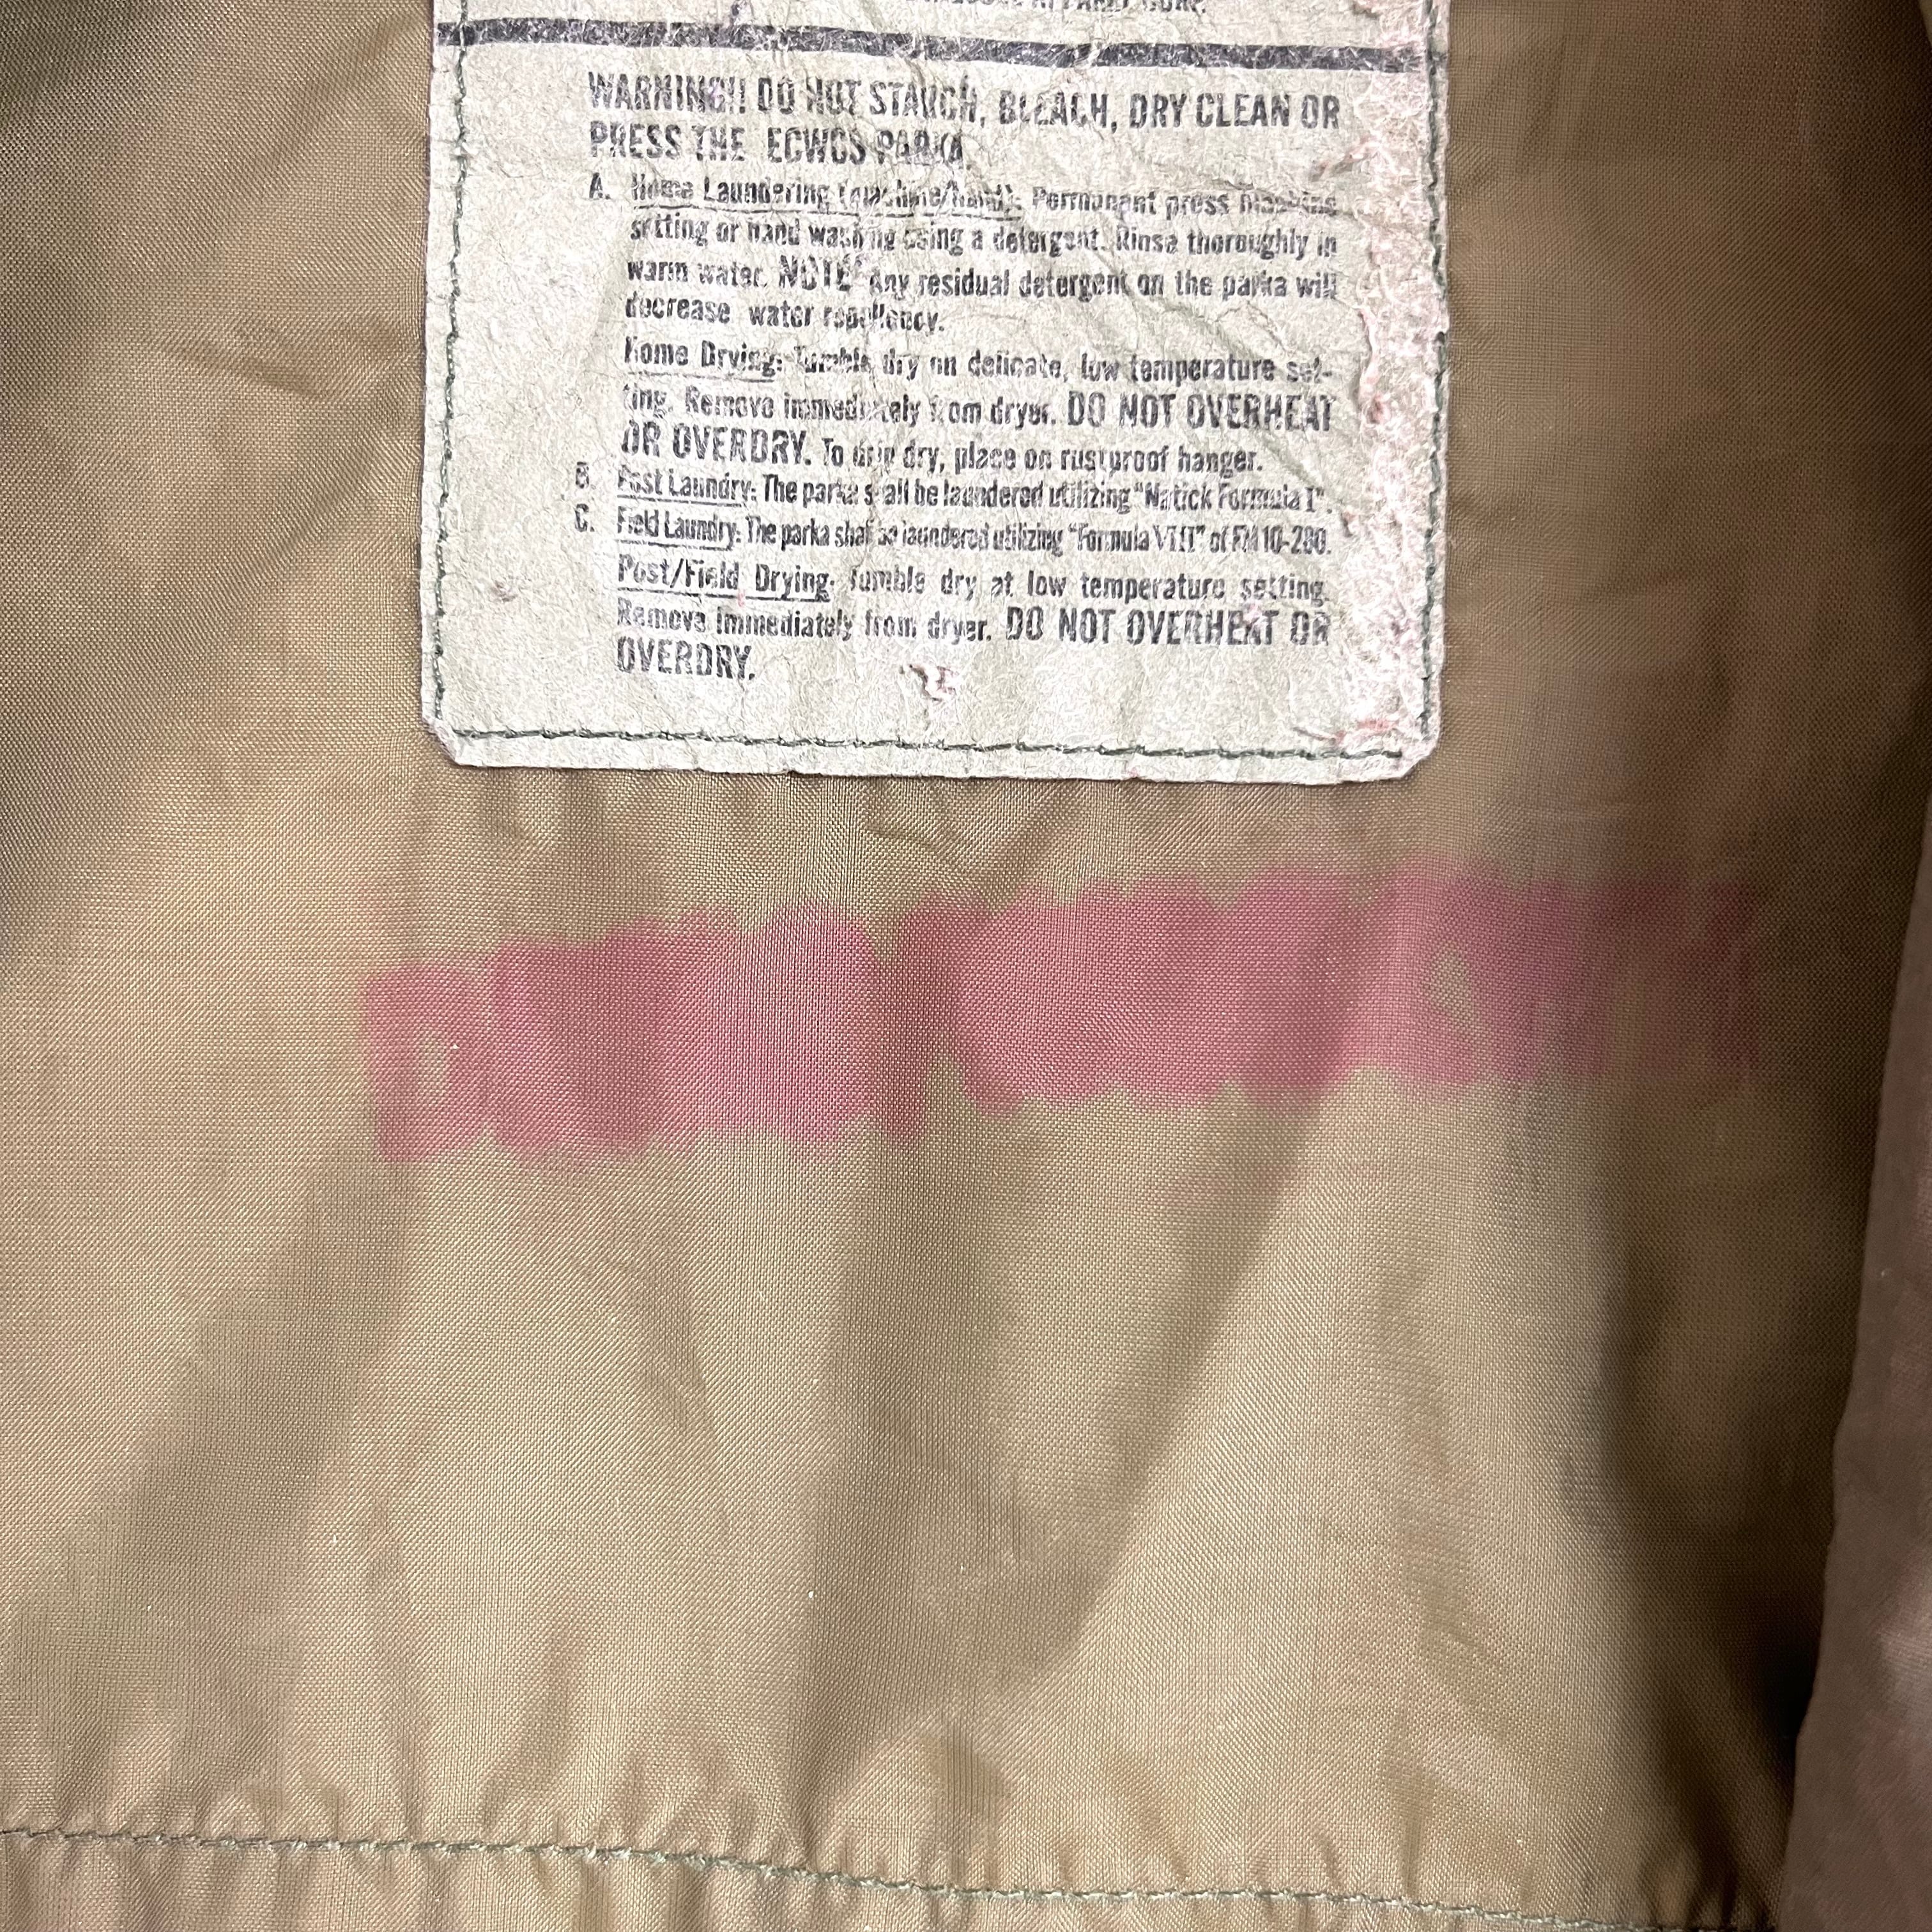 WARNING!! DO NOT STARCH, BLEACH, DRY CLEAN OR
PRESS THE ECWCS PARKA.
A. Home Laundering (machine/hand): Permanent press machine
setting or hand washing using a detergent. Rinse thoroughly in
warm water. NOTE: Any residual detergent on the parka will
decrease water repellency.
Home Drying: Tumble dry on delicate, low temperature set-
ting. Remove immediately from dryer. DO NOT OVERHEAT
OR OVERDRY. To drip dry, place on rustproof hanger.
B. Post Laundry: The parka shall be laundered utilizing "Natick Formula I".
C. Field Laundry: The parka shall be laundered utilizing "Formula VIII" of FM 10-280.
Post/Field Drying: Tumble dry at low temperature setting.
Remove immediately from dryer. DO NOT OVERHEAT OR
OVERDRY.